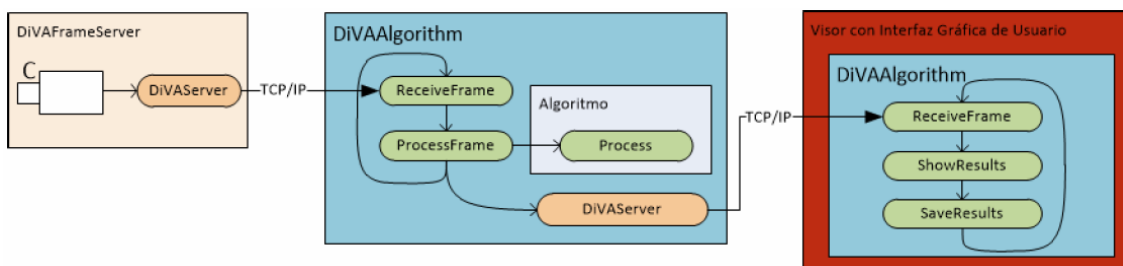 DiVAFrameServer
C
DiVAServer
TCP/IP
DiVAAlgorithm
ReceiveFrame
ProcessFrame
Algoritmo
Process
DiVAServer
TCP/IP
Visor con Interfaz Gráfica de Usuario
DiVAAlgorithm
ReceiveFrame
ShowResults
SaveResults